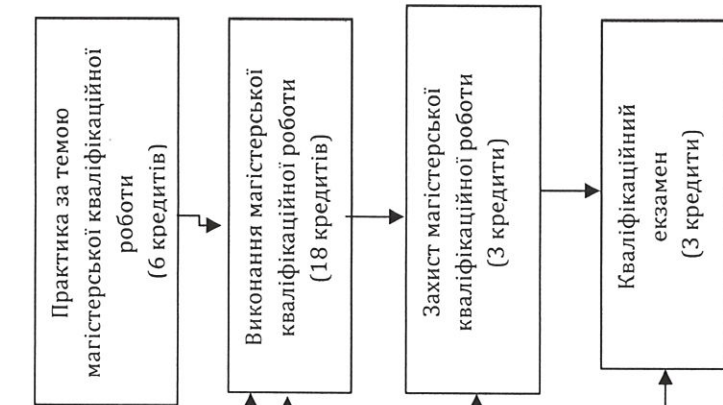 Практика за темою
магістерської кваліфікаційної
роботи
(6 кредитів)
Виконання магістерської
кваліфікаційної роботи
(18 кредитів)
Захист магістерської
кваліфікаційної роботи
(3 кредити)
Кваліфікаційний
екзамен
(3 кредити)